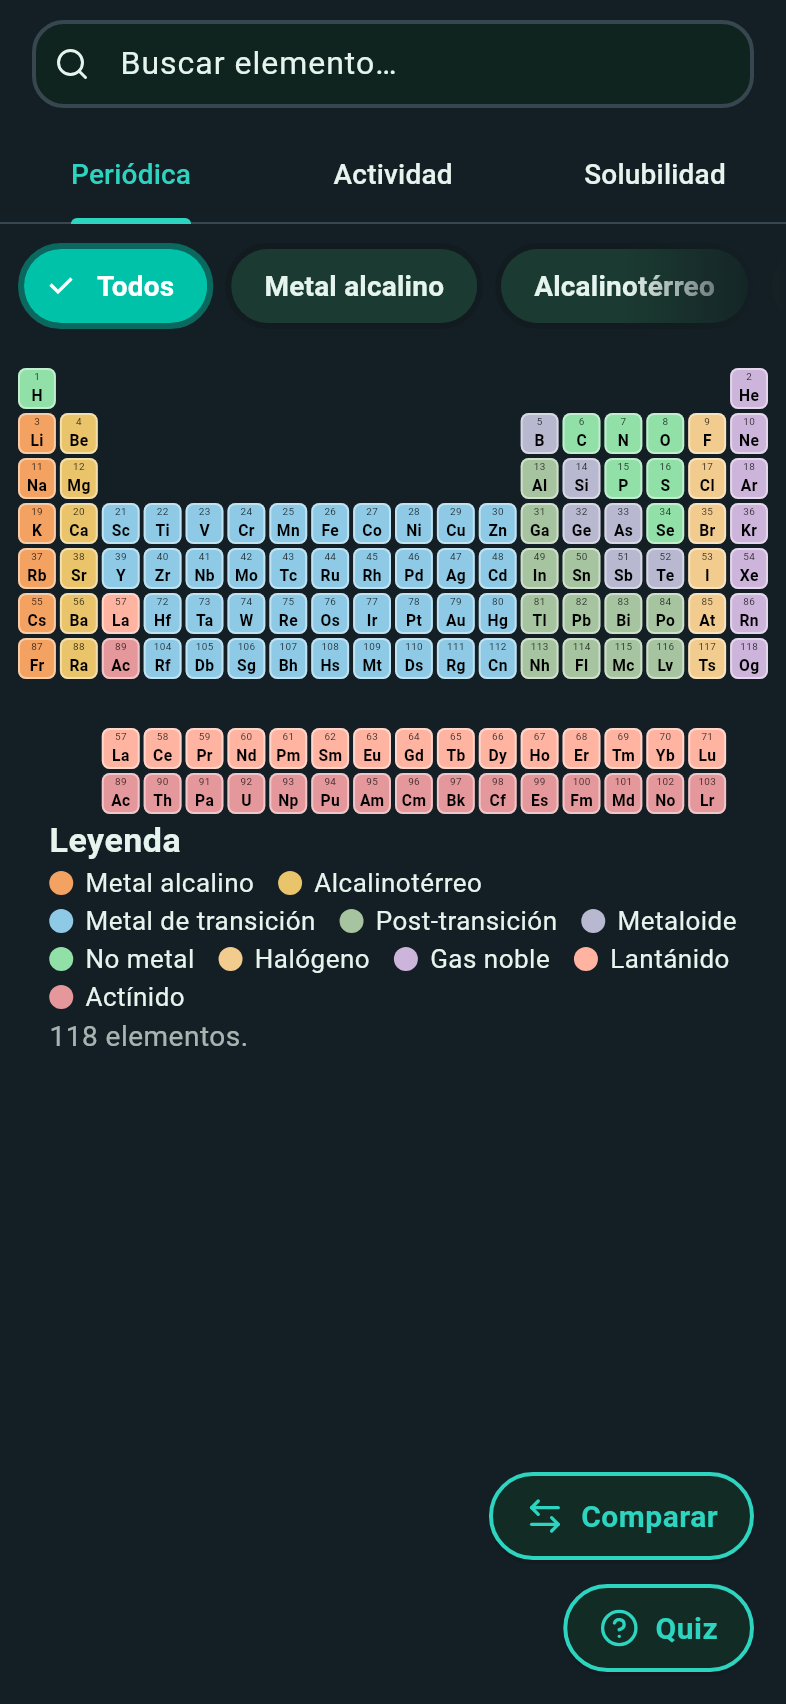 Buscar elemento…
Periódica Actividad Solubilidad
Todos Metal alcalino Alcalinotérreo
1 2
H He
3 4 5 6 7 8 9 10
Li Be B C N O F Ne
11 12 13 14 15 16 17 18
Na Mg Al Si P S Cl Ar
19 20 21 22 23 24 25 26 27 28 29 30 31 32 33 34 35 36
K Ca Sc Ti V Cr Mn Fe Co Ni Cu Zn Ga Ge As Se Br Kr
37 38 39 40 41 42 43 44 45 46 47 48 49 50 51 52 53 54
Rb Sr Y Zr Nb Mo Tc Ru Rh Pd Ag Cd In Sn Sb Te I Xe
55 56 57 72 73 74 75 76 77 78 79 80 81 82 83 84 85 86
Cs Ba La Hf Ta W Re Os Ir Pt Au Hg Tl Pb Bi Po At Rn
87 88 89 104 105 106 107 108 109 110 111 112 113 114 115 116 117 118
Fr Ra Ac Rf Db Sg Bh Hs Mt Ds Rg Cn Nh Fl Mc Lv Ts Og
57 58 59 60 61 62 63 64 65 66 67 68 69 70 71
La Ce Pr Nd Pm Sm Eu Gd Tb Dy Ho Er Tm Yb Lu
89 90 91 92 93 94 95 96 97 98 99 100 101 102 103
Ac Th Pa U Np Pu Am Cm Bk Cf Es Fm Md No Lr
Leyenda
Metal alcalino Alcalinotérreo
Metal de transición Post-transición Metaloide
No metal Halógeno Gas noble Lantánido
Actínido
118 elementos.
Comparar
Quiz